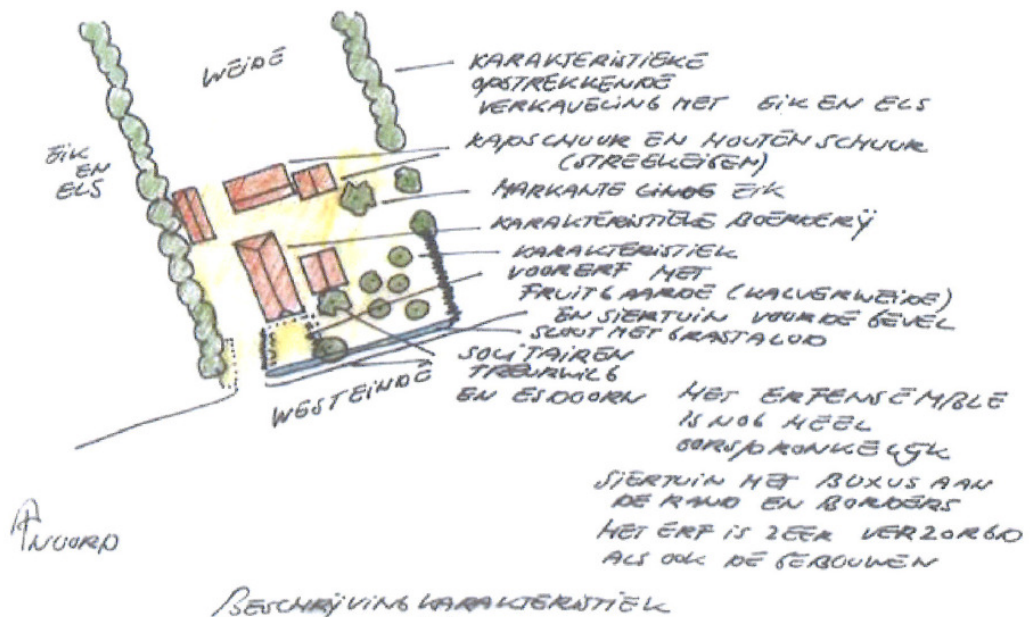 WEIDE
EIK
EN
ELS
KARAKTERISTIEKE
OPSTREKKENDE
VERKAVELING MET EIK EN ELS
KAPSCHUUR EN HOUTEN SCHUUR
(STREEKEIGEN)
MARKANTE LINDE EIK
KARAKTERISTIEKE BOERDERIJ
KARAKTERISTIEK
VOORERF MET
FRUITGAARDE (KALVERWEIDE)
EN SIERTUIN VOOR DE GEVEL
SLOOT MET GRASTALUD
SOLITAIREN
TREURWILG
EN ESDOORN
WESTEINDE
HET ERFENSEMBLE
IS NOG HEEL
OORSPRONKELIJK
SIERTUIN MET BUXUS AAN
DE RAND EN BORDERS
HET ERF IS ZEER VERZORGD
ALS OOK DE GEBOUWEN
NOORD
BESCHRIJVING KARAKTERISTIEK